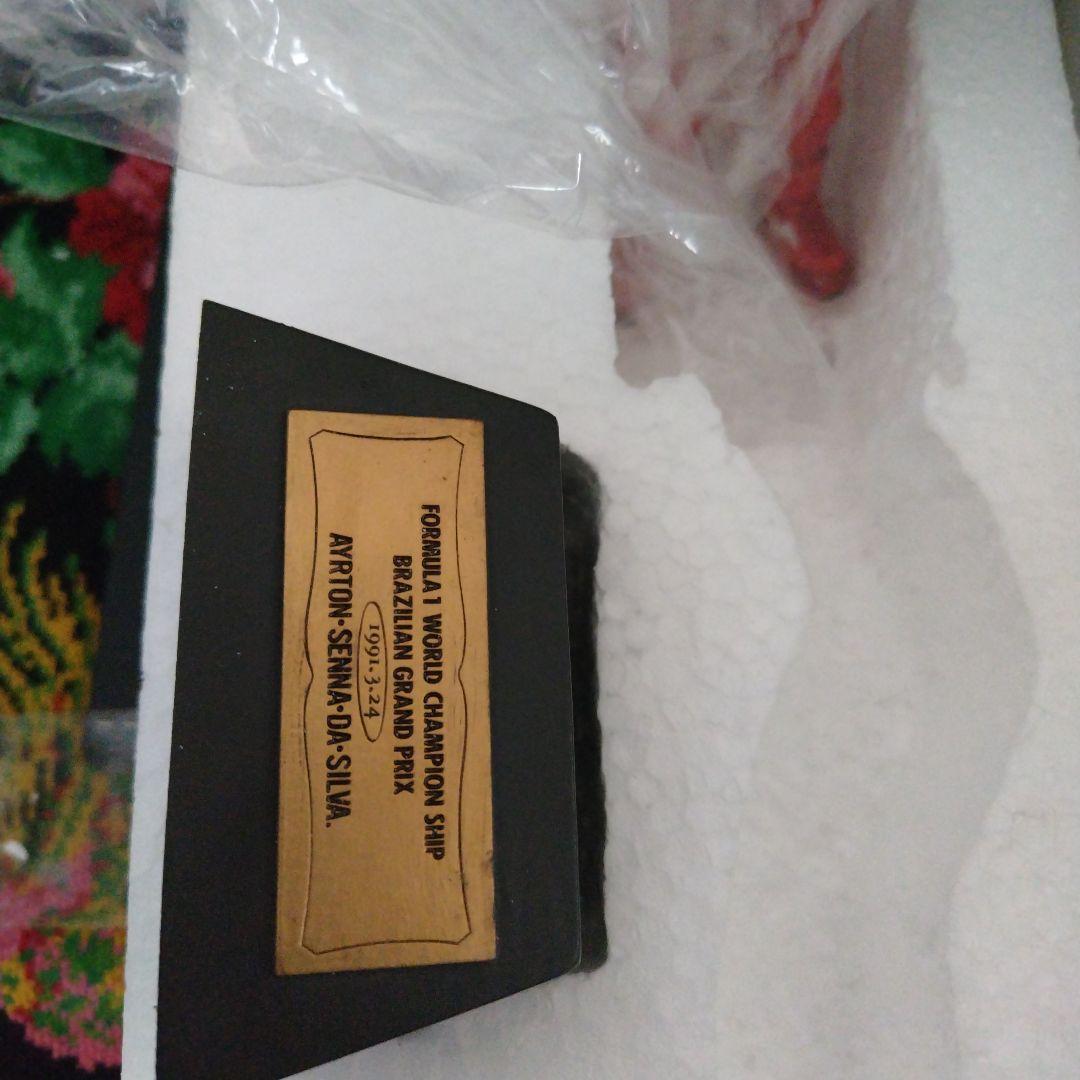 FORMULA 1 WORLD CHAMPION SHIP
BRAZILIAN GRAND PRIX
1991.3.24
AYRTON·SENNA·DA·SILVA.